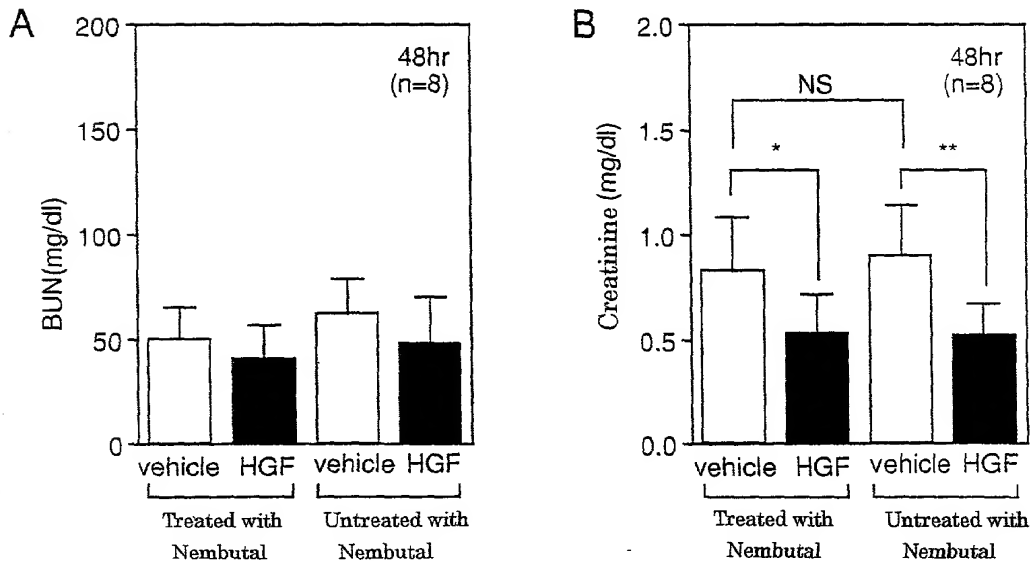 A
200
150
100
50
0
BUN(mg/dl)
48hr
(n=8)
vehicle HGF vehicle HGF
Treated with Untreated with
Nembutal Nembutal
B
2.0
1.5
1.0
0.5
0.0
Creatinine (mg/dl)
48hr
(n=8)
NS
* **
vehicle HGF vehicle HGF
Treated with Untreated with
Nembutal Nembutal